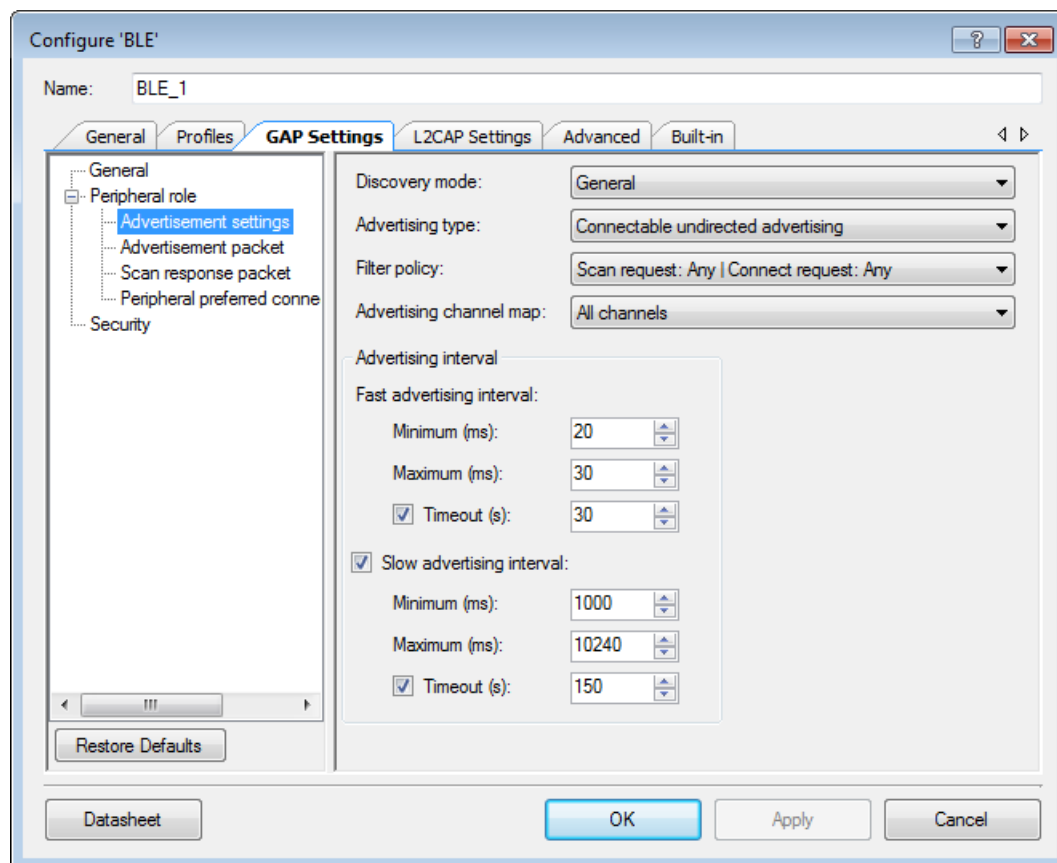 Configure 'BLE'
Name: BLE_1
General Profiles GAP Settings L2CAP Settings Advanced Built-in
General
Peripheral role
Advertisement settings
Advertisement packet
Scan response packet
Peripheral preferred conne
Security
Restore Defaults
Discovery mode: General
Advertising type: Connectable undirected advertising
Filter policy: Scan request: Any | Connect request: Any
Advertising channel map: All channels
Advertising interval
Fast advertising interval:
Minimum (ms): 20
Maximum (ms): 30
Timeout (s): 30
Slow advertising interval:
Minimum (ms): 1000
Maximum (ms): 10240
Timeout (s): 150
Datasheet OK Apply Cancel